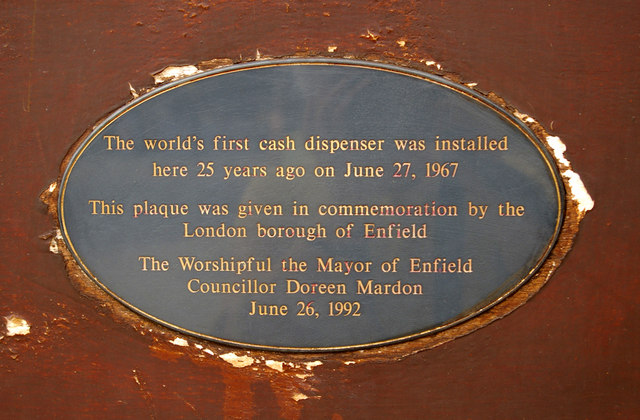 The world's first cash dispenser was installed
here 25 years ago on June 27, 1967
This plaque was given in commemoration by the
London borough of Enfield
The Worshipful the Mayor of Enfield
Councillor Doreen Mardon
June 26, 1992